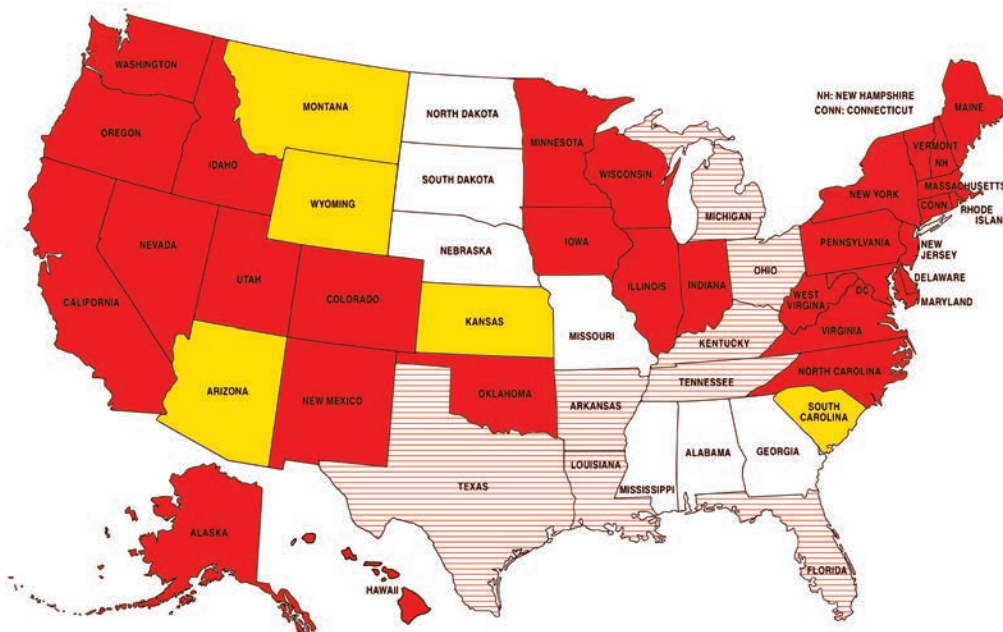 WASHINGTON
OREGON
IDAHO
MONTANA
WYOMING
NEVADA
UTAH
COLORADO
CALIFORNIA
ARIZONA
NEW MEXICO
NORTH DAKOTA
SOUTH DAKOTA
NEBRASKA
KANSAS
OKLAHOMA
TEXAS
MINNESOTA
IOWA
MISSOURI
ARKANSAS
LOUISIANA
WISCONSIN
ILLINOIS
MICHIGAN
INDIANA
OHIO
KENTUCKY
TENNESSEE
MISSISSIPPI
ALABAMA
GEORGIA
FLORIDA
SOUTH
CAROLINA
NORTH CAROLINA
VIRGINIA
WEST
VIRGINA
DC
PENNSYLVANIA
NEW YORK
NH: NEW HAMPSHIRE
CONN: CONNECTICUT
MAINE
VERMONT
NH
MASSACHUSETTS
CONN
RHODE
ISLAND
NEW
JERSEY
DELAWARE
MARYLAND
ALASKA
HAWAII